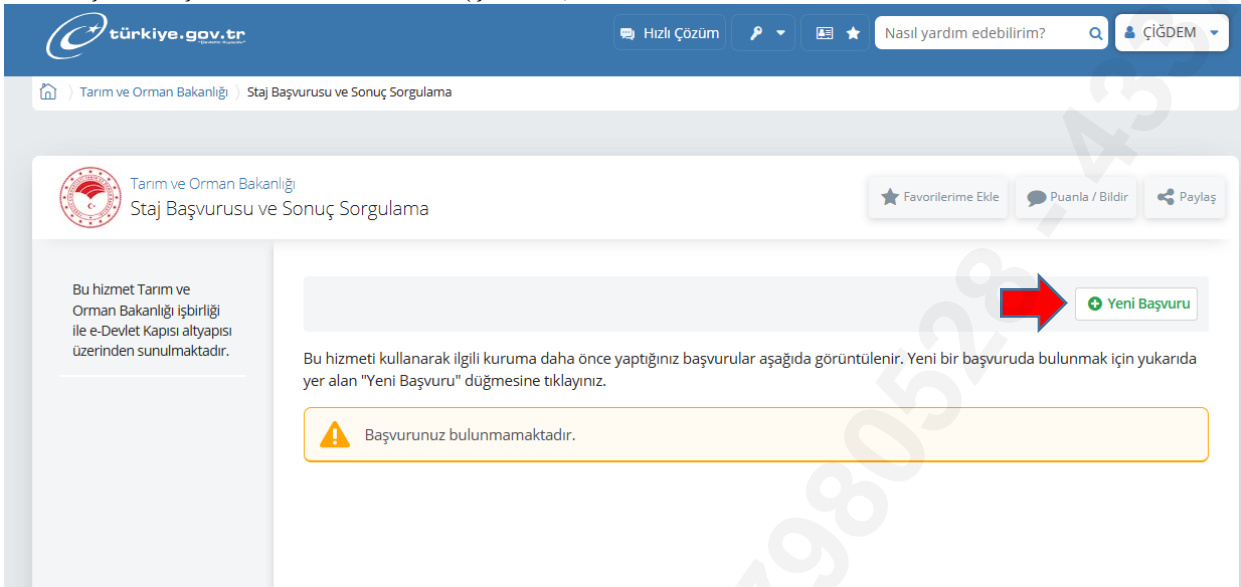 türkiye.gov.tr
Hızlı Çözüm
Nasıl yardım edebilirim?
ÇİĞDEM
Tarım ve Orman Bakanlığı
Staj Başvurusu ve Sonuç Sorgulama
Tarım ve Orman Bakanlığı
Staj Başvurusu ve Sonuç Sorgulama
Favorilerime Ekle
Puanla / Bildir
Paylaş
Bu hizmet Tarım ve
Orman Bakanlığı işbirliği
ile e-Devlet Kapısı altyapısı
üzerinden sunulmaktadır.
Yeni Başvuru
Bu hizmeti kullanarak ilgili kuruma daha önce yaptığınız başvurular aşağıda görüntülenir. Yeni bir başvuruda bulunmak için yukarıda
yer alan "Yeni Başvuru" düğmesine tıklayınız.
Başvurunuz bulunmamaktadır.